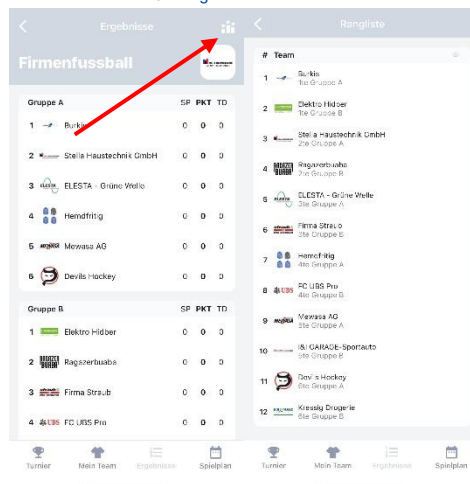 Ergebnisse
Firmenfussball
Gruppe A SP PKT TD
1 Burkis 0 0 0
2 Stella Haustechnik GmbH 0 0 0
3 ELESTA - Grüne Welle 0 0 0
4 Hemdfritig 0 0 0
5 Mewasa AG 0 0 0
6 Devils Hockey 0 0 0
Gruppe B SP PKT TD
1 Elektro Hidber 0 0 0
2 RAGAZER BUABA Ragazerbuaba 0 0 0
3 Firma Straub 0 0 0
4 UBS FC UBS Pro 0 0 0
Turnier Mein Team Ergebnisse Spielplan
Rangliste
# Team
1 Burkis
1te Gruppe A
2 Elektro Hidber
1te Gruppe B
3 Stella Haustechnik GmbH
2te Gruppe A
4 RAGAZER BUABA Ragazerbuaba
2te Gruppe B
5 ELESTA - Grüne Welle
3te Gruppe A
6 Firma Straub
3te Gruppe B
7 Hemdfritig
4te Gruppe A
8 UBS FC UBS Pro
4te Gruppe B
9 Mewasa AG
5te Gruppe A
10 I&I GARAGE-Sportauto
5te Gruppe B
11 Devils Hockey
6te Gruppe A
12 Kressig Drogerie
6te Gruppe B
Turnier Mein Team Ergebnisse Spielplan